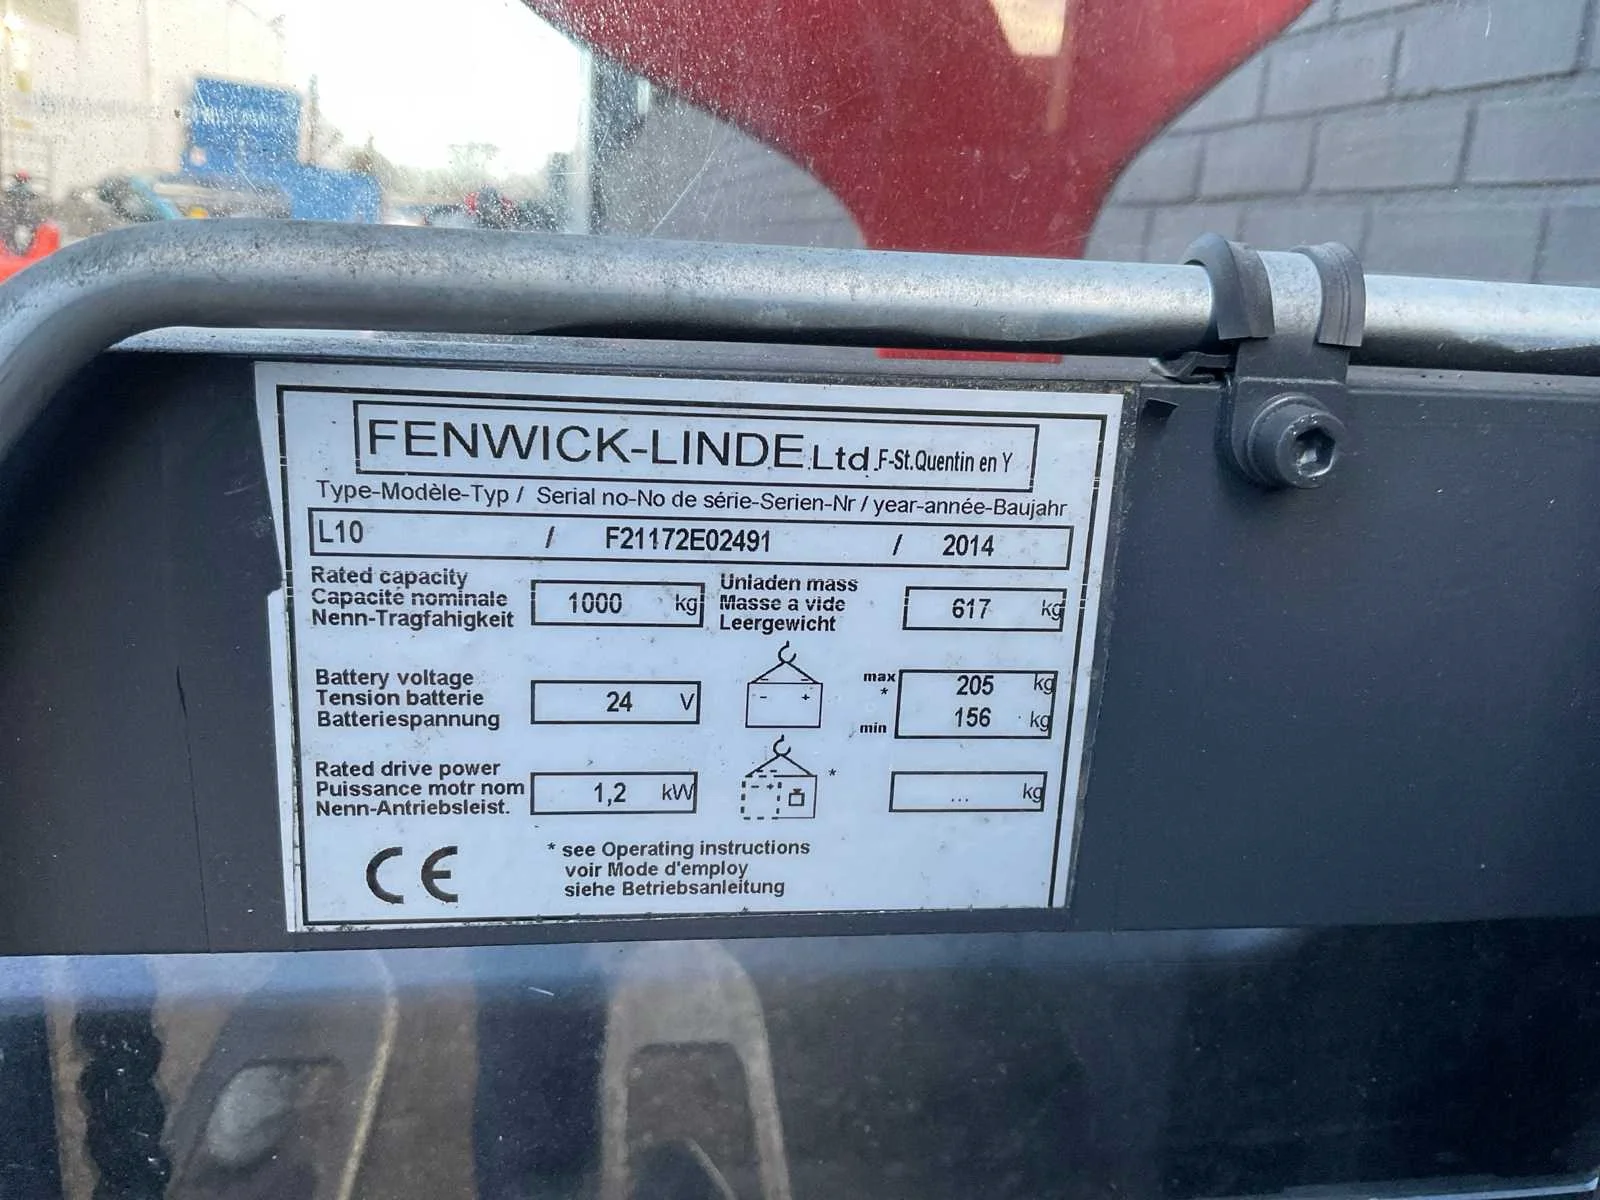 FENWICK-LINDE Ltd F-St.Quentin en Y
Type-Modèle-Typ / Serial no-No de série-Serien-Nr / year-année-Baujahr
L10 / F21172E02491 / 2014
Rated capacity
Capacité nominale
Nenn-Tragfahigkeit
1000 kg
Unladen mass
Masse a vide
Leergewicht
617 kg
Battery voltage
Tension batterie
Batteriespannung
24 V
- +
max
*
min
205 kg
156 kg
Rated drive power
Puissance motr nom
Nenn-Antriebsleist.
1,2 kW
- +
*
... kg
CE
* see Operating instructions
voir Mode d'employ
siehe Betriebsanleitung